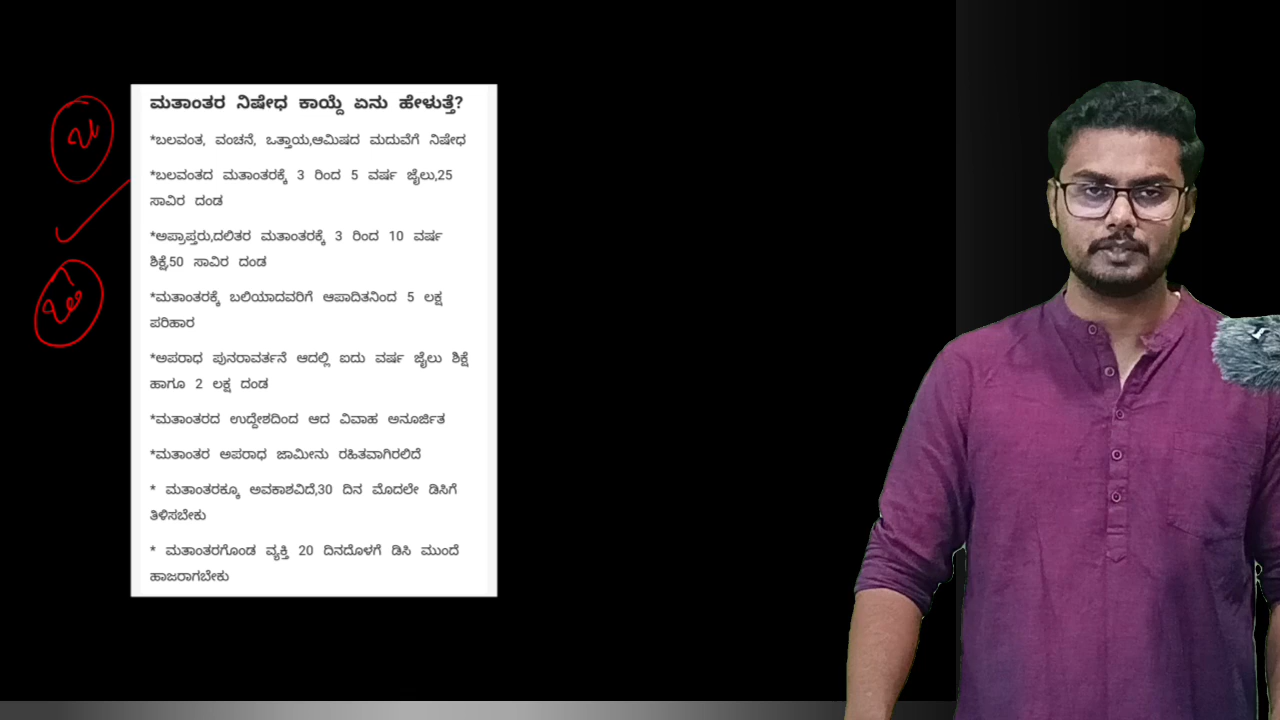 ಮತಾಂತರ ನಿಷೇಧ ಕಾಯ್ದೆ ಏನು ಹೇಳುತ್ತೆ?
*ಬಲವಂತ, ವಂಚನೆ, ಒತ್ತಾಯ,ಆಮಿಷದ ಮದುವೆಗೆ ನಿಷೇಧ
*ಬಲವಂತದ ಮತಾಂತರಕ್ಕೆ 3 ರಿಂದ 5 ವರ್ಷ ಜೈಲು,25
ಸಾವಿರ ದಂಡ
*ಅಪ್ರಾಪ್ತರು,ದಲಿತರ ಮತಾಂತರಕ್ಕೆ 3 ರಿಂದ 10 ವರ್ಷ
ಶಿಕ್ಷೆ,50 ಸಾವಿರ ದಂಡ
*ಮತಾಂತರಕ್ಕೆ ಬಲಿಯಾದವರಿಗೆ ಆಪಾದಿತನಿಂದ 5 ಲಕ್ಷ
ಪರಿಹಾರ
*ಅಪರಾಧ ಪುನರಾವರ್ತನೆ ಆದಲ್ಲಿ ಐದು ವರ್ಷ ಜೈಲು ಶಿಕ್ಷೆ
ಹಾಗೂ 2 ಲಕ್ಷ ದಂಡ
*ಮತಾಂತರದ ಉದ್ದೇಶದಿಂದ ಆದ ವಿವಾಹ ಅನೂರ್ಜಿತ
*ಮತಾಂತರ ಅಪರಾಧ ಜಾಮೀನು ರಹಿತವಾಗಿರಲಿದೆ
* ಮತಾಂತರಕ್ಕೂ ಅವಕಾಶವಿದೆ,30 ದಿನ ಮೊದಲೇ ಡಿಸಿಗೆ
ತಿಳಿಸಬೇಕು
* ಮತಾಂತರಗೊಂಡ ವ್ಯಕ್ತಿ 20 ದಿನದೊಳಗೆ ಡಿಸಿ ಮುಂದೆ
ಹಾಜರಾಗಬೇಕು